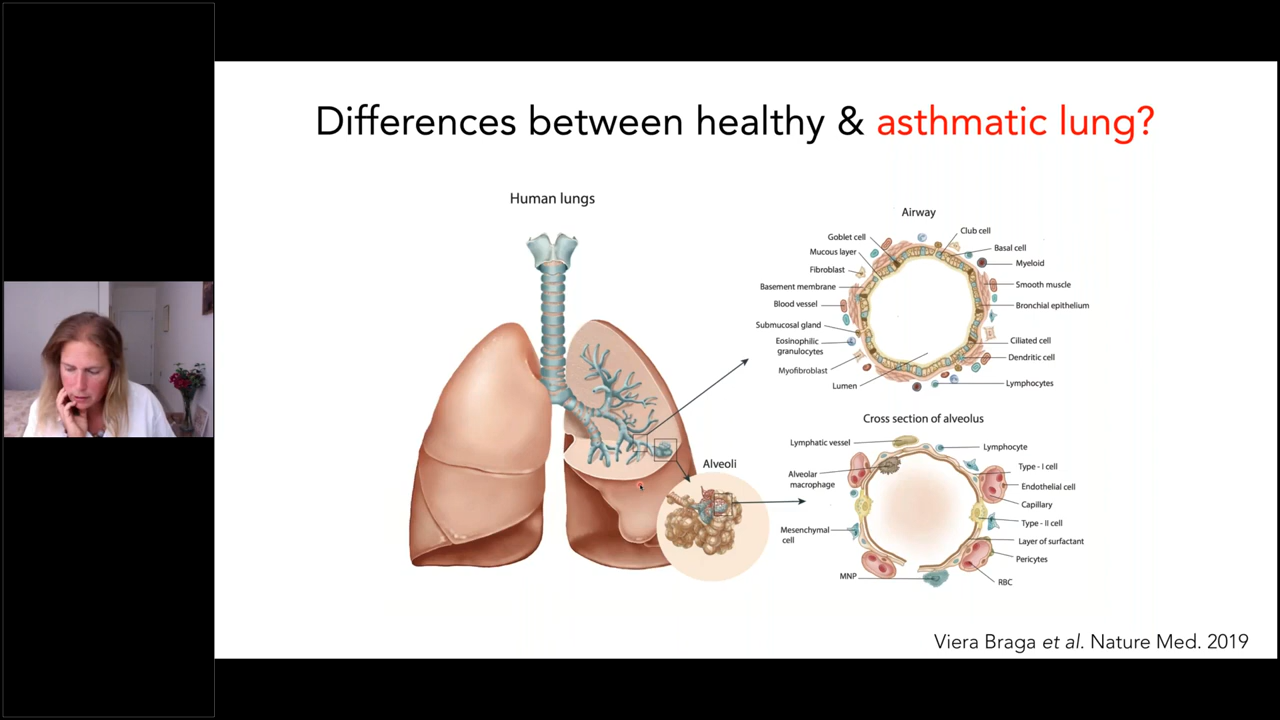 Differences between healthy & asthmatic lung?
Human lungs
Airway
Goblet cell
Mucous layer
Fibroblast
Basement membrane
Blood vessel
Submucosal gland
Eosinophilic
granulocytes
Myofibroblast
Lumen
Club cell
Basal cell
Myeloid
Smooth muscle
Bronchial epithelium
Ciliated cell
Dendritic cell
Lymphocytes
Alveoli
Cross section of alveolus
Lymphatic vessel
Alveolar
macrophage
Mesenchymal
cell
MNP
Lymphocyte
Type - I cell
Endothelial cell
Capillary
Type - II cell
Layer of surfactant
Pericytes
RBC
Viera Braga et al. Nature Med. 2019